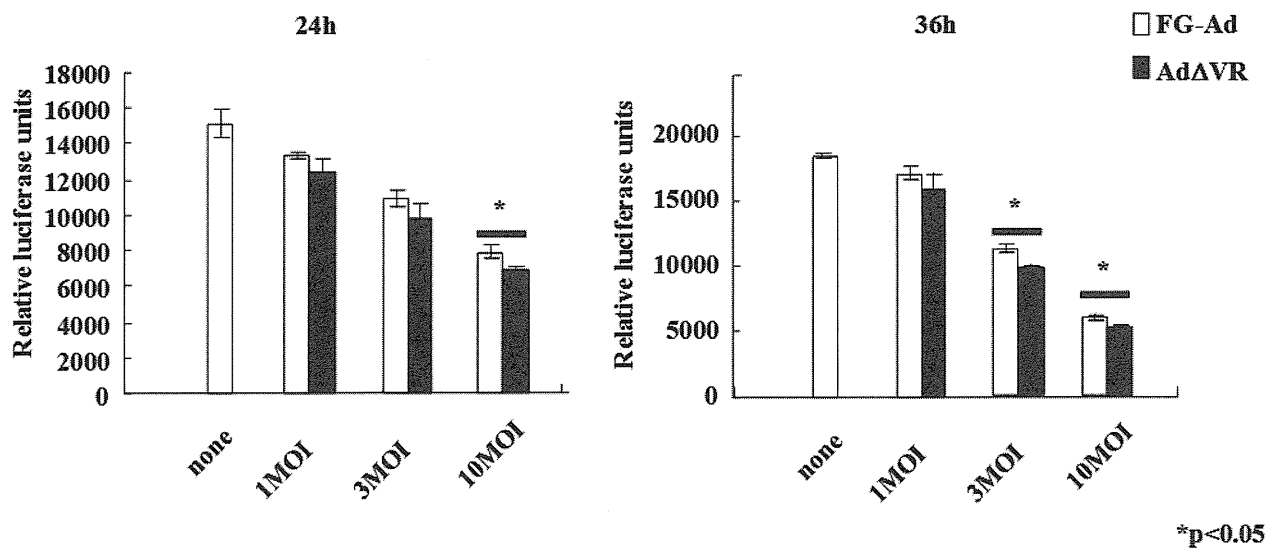 24h
Relative luciferase units
18000
16000
14000
12000
10000
8000
6000
4000
2000
0
*
none
1MOI
3MOI
10MOI
36h
FG-Ad
AdΔVR
Relative luciferase units
20000
15000
10000
5000
0
*
*
none
1MOI
3MOI
10MOI
*p<0.05